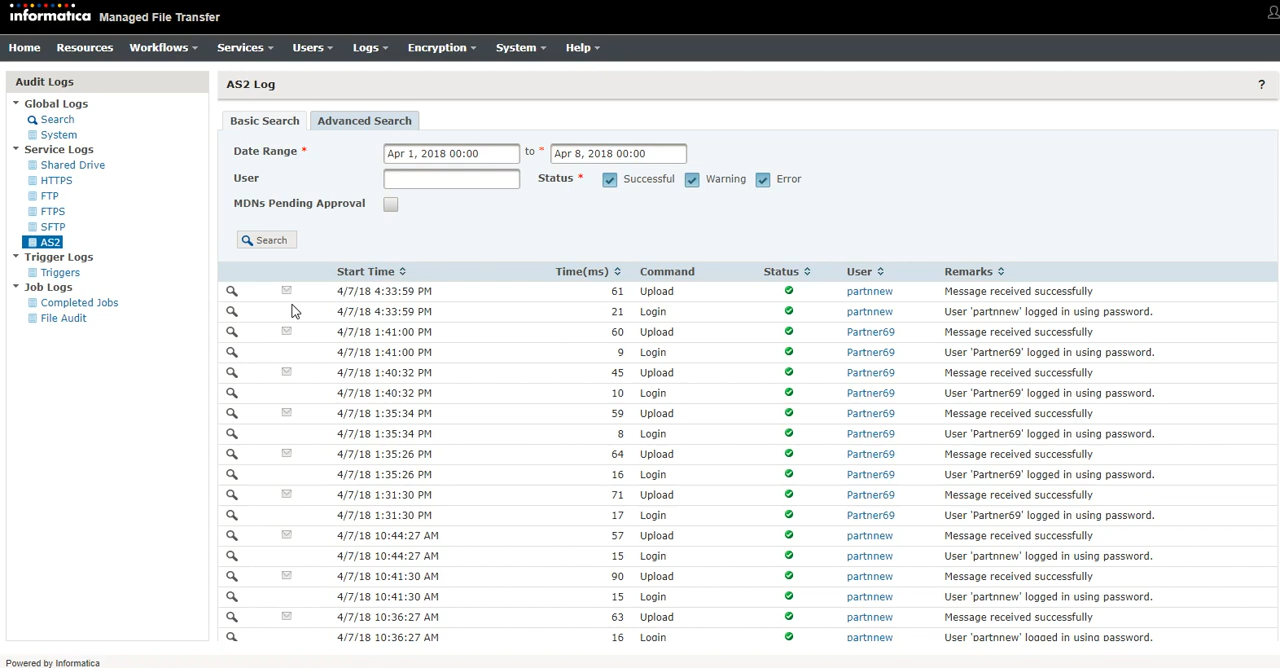 informatica Managed File Transfer
Home Resources Workflows Services Users Logs Encryption System Help
Audit Logs
Global Logs
Search
System
Service Logs
Shared Drive
HTTPS
FTP
FTPS
SFTP
AS2
Trigger Logs
Triggers
Job Logs
Completed Jobs
File Audit
AS2 Log ?
Basic Search Advanced Search
Date Range * Apr 1, 2018 00:00 to * Apr 8, 2018 00:00
User Status * Successful Warning Error
MDNs Pending Approval
Search
Start Time Time(ms) Command Status User Remarks
4/7/18 4:33:59 PM 61 Upload partnnew Message received successfully
4/7/18 4:33:59 PM 21 Login partnnew User 'partnnew' logged in using password.
4/7/18 1:41:00 PM 60 Upload Partner69 Message received successfully
4/7/18 1:41:00 PM 9 Login Partner69 User 'Partner69' logged in using password.
4/7/18 1:40:32 PM 45 Upload Partner69 Message received successfully
4/7/18 1:40:32 PM 10 Login Partner69 User 'Partner69' logged in using password.
4/7/18 1:35:34 PM 59 Upload Partner69 Message received successfully
4/7/18 1:35:34 PM 8 Login Partner69 User 'Partner69' logged in using password.
4/7/18 1:35:26 PM 64 Upload Partner69 Message received successfully
4/7/18 1:35:26 PM 16 Login Partner69 User 'Partner69' logged in using password.
4/7/18 1:31:30 PM 71 Upload Partner69 Message received successfully
4/7/18 1:31:30 PM 17 Login Partner69 User 'Partner69' logged in using password.
4/7/18 10:44:27 AM 57 Upload partnnew Message received successfully
4/7/18 10:44:27 AM 15 Login partnnew User 'partnnew' logged in using password.
4/7/18 10:41:30 AM 90 Upload partnnew Message received successfully
4/7/18 10:41:30 AM 15 Login partnnew User 'partnnew' logged in using password.
4/7/18 10:36:27 AM 63 Upload partnnew Message received successfully
4/7/18 10:36:27 AM 16 Login partnnew User 'partnnew' logged in using password.
Powered by Informatica